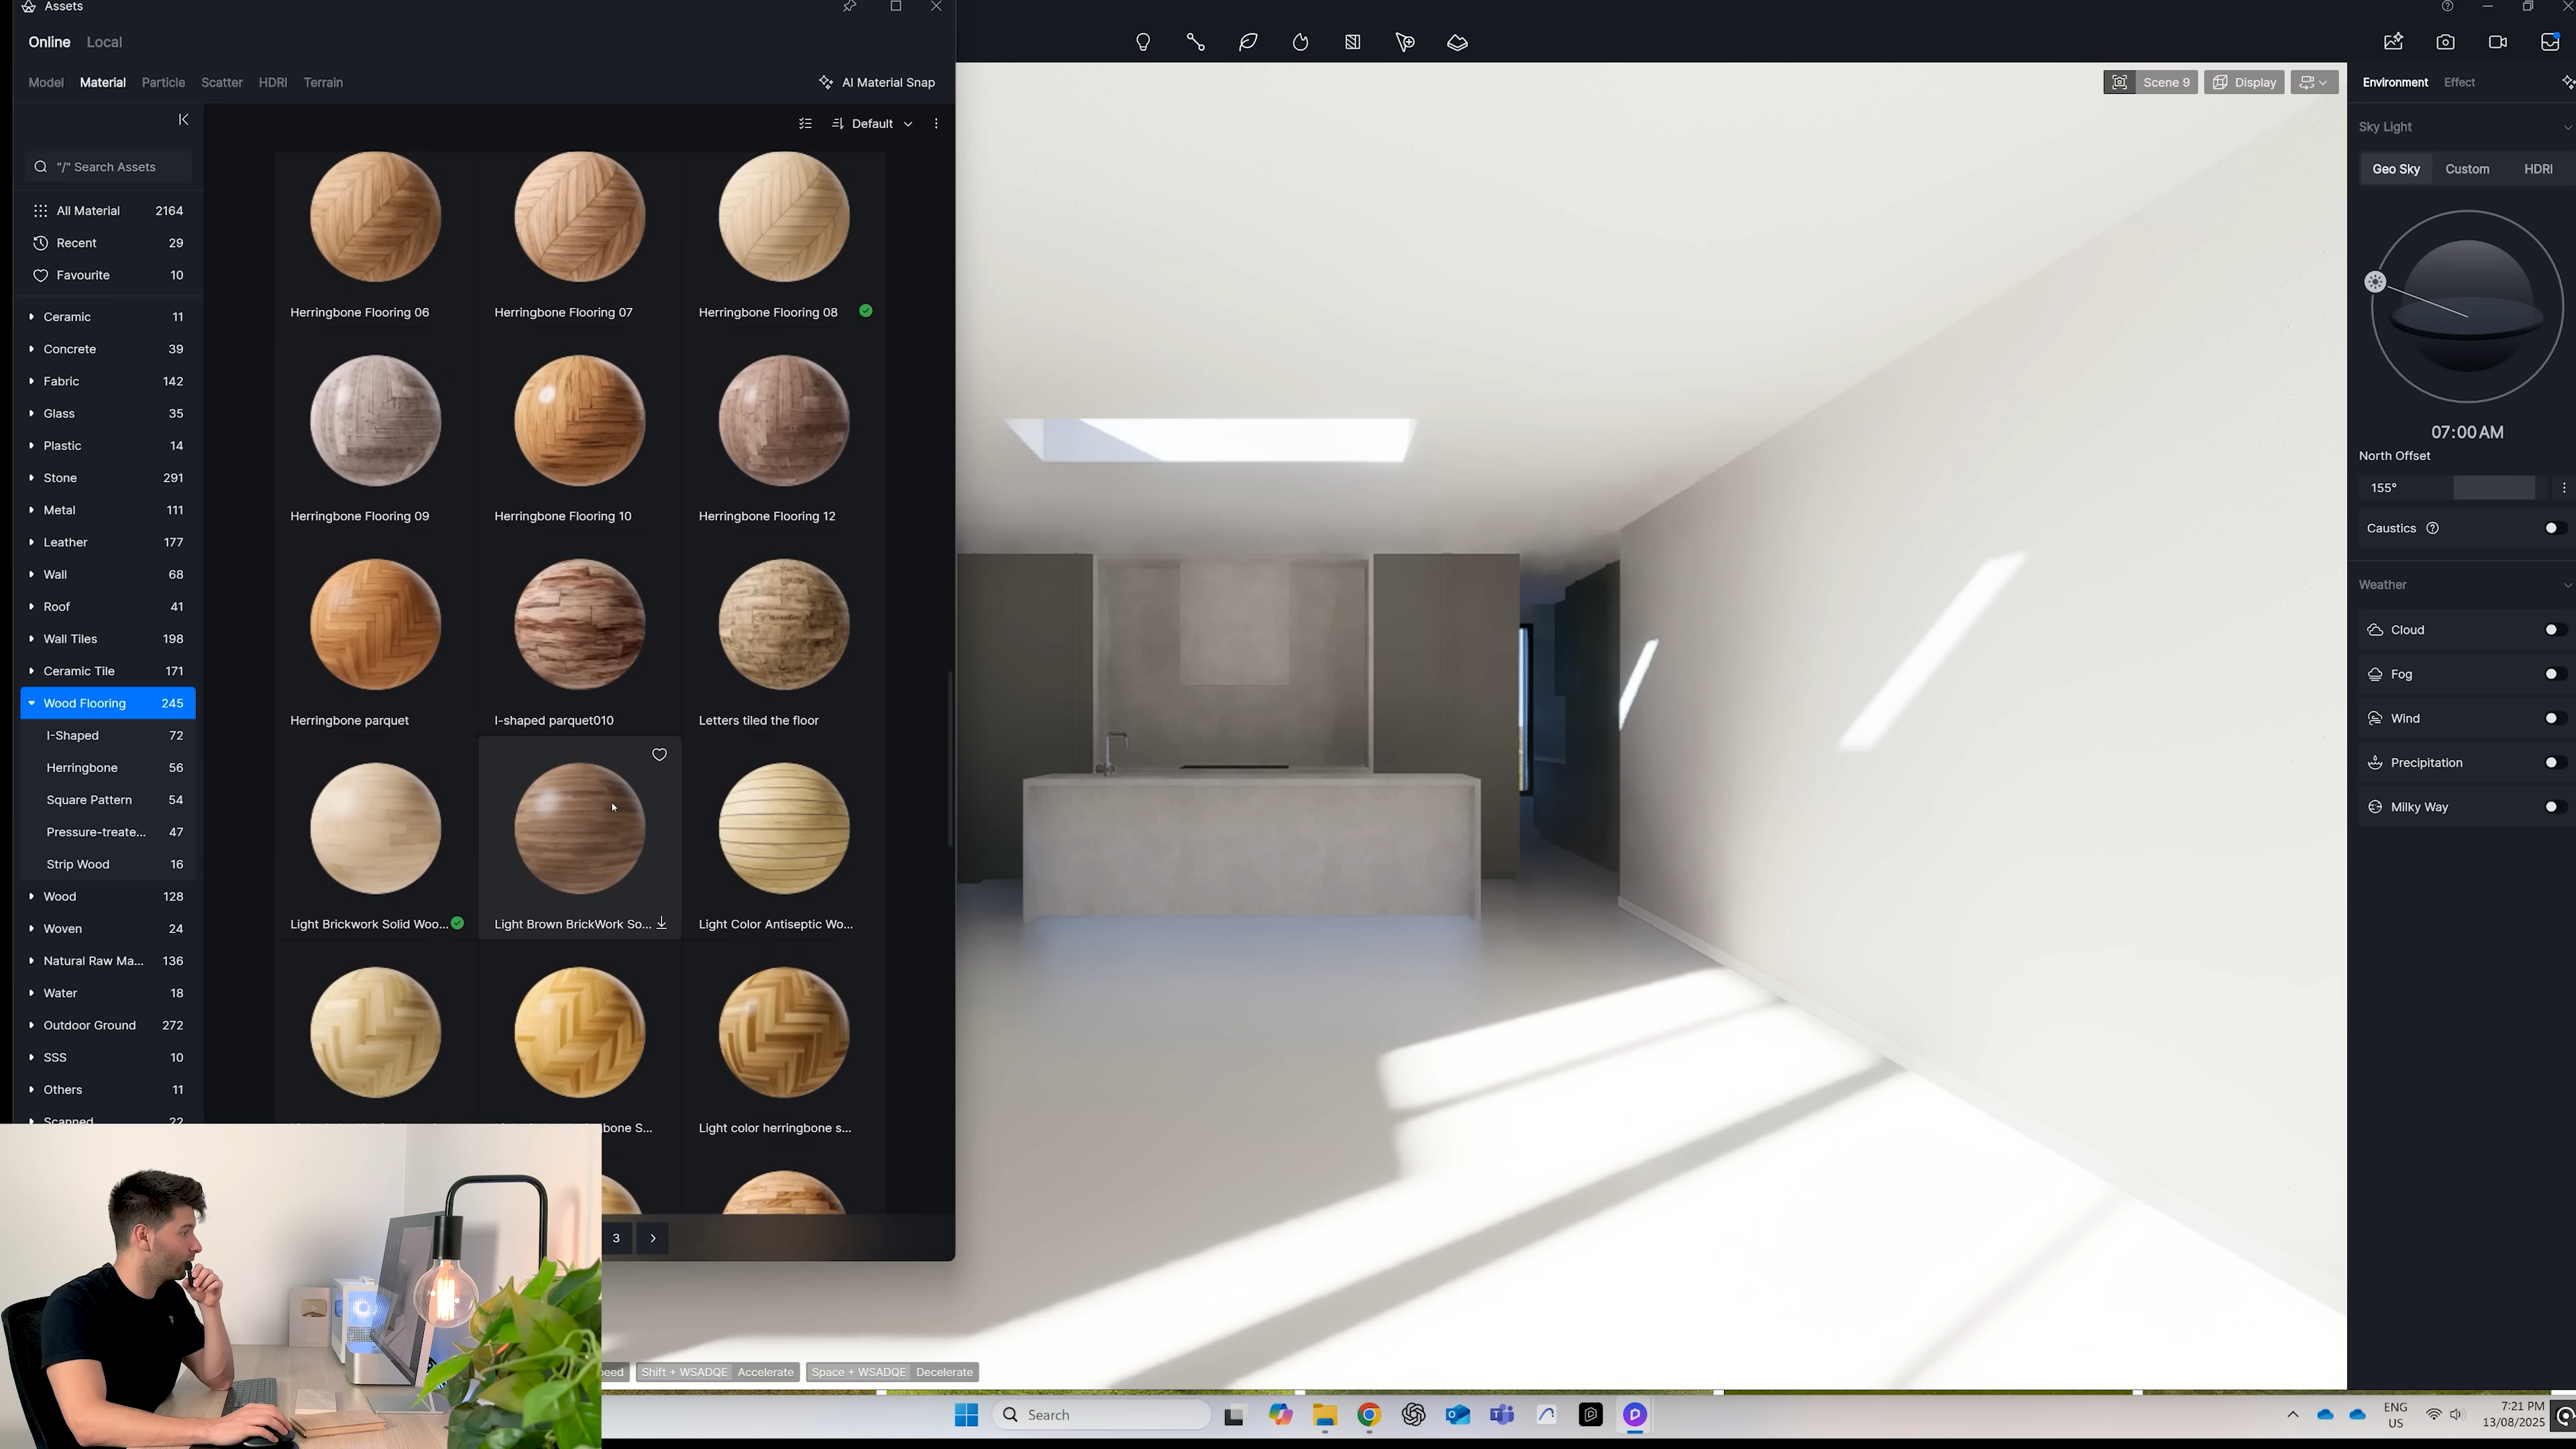 Assets
Online Local
Model Material Particle Scatter HDRI Terrain
AI Material Snap
Default
"/" Search Assets
All Material 2164
Recent 29
Favourite 10
Ceramic 11
Concrete 39
Fabric 142
Glass 35
Plastic 14
Stone 291
Metal 111
Leather 177
Wall 68
Roof 41
Wall Tiles 198
Ceramic Tile 171
Wood Flooring 245
I-Shaped 72
Herringbone 56
Square Pattern 54
Pressure-treate... 47
Strip Wood 16
Wood 128
Woven 24
Natural Raw Ma... 136
Water 18
Outdoor Ground 272
SSS 10
Others 11
Scanned 22
Herringbone Flooring 06
Herringbone Flooring 07
Herringbone Flooring 08
Herringbone Flooring 09
Herringbone Flooring 10
Herringbone Flooring 12
Herringbone parquet
I-shaped parquet010
Letters tiled the floor
Light Brickwork Solid Woo...
Light Brown BrickWork So...
Light Color Antiseptic Wo...
bone S...
Light color herringbone s...
3
Scene 9
Display
Environment Effect
Sky Light
Geo Sky Custom HDRI
07:00 AM
North Offset
155°
Caustics
Weather
Cloud
Fog
Wind
Precipitation
Milky Way
eed
Shift + WSADQE Accelerate
Space + WSADQE Decelerate
Search
ENG
US
7:21 PM
13/08/2025